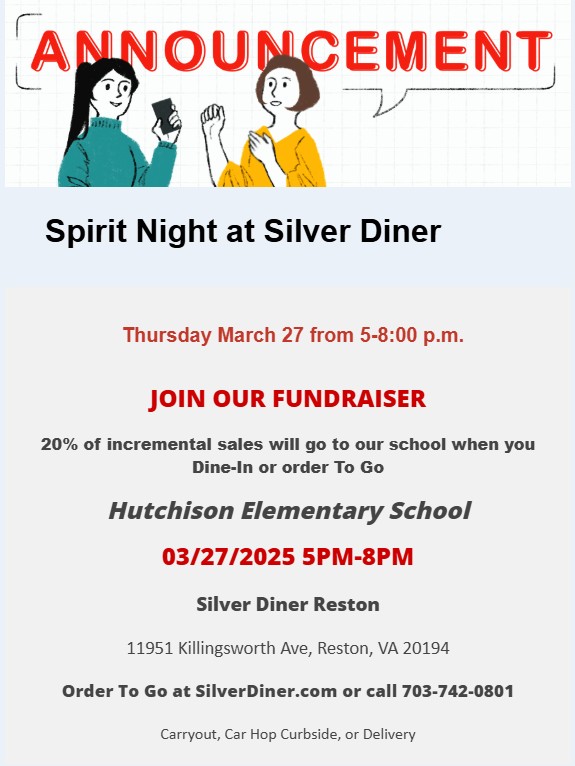 ANNOUNCEMENT
Spirit Night at Silver Diner
Thursday March 27 from 5-8:00 p.m.
JOIN OUR FUNDRAISER
20% of incremental sales will go to our school when you
Dine-In or order To Go
Hutchison Elementary School
03/27/2025 5PM-8PM
Silver Diner Reston
11951 Killingsworth Ave, Reston, VA 20194
Order To Go at SilverDiner.com or call 703-742-0801
Carryout, Car Hop Curbside, or Delivery